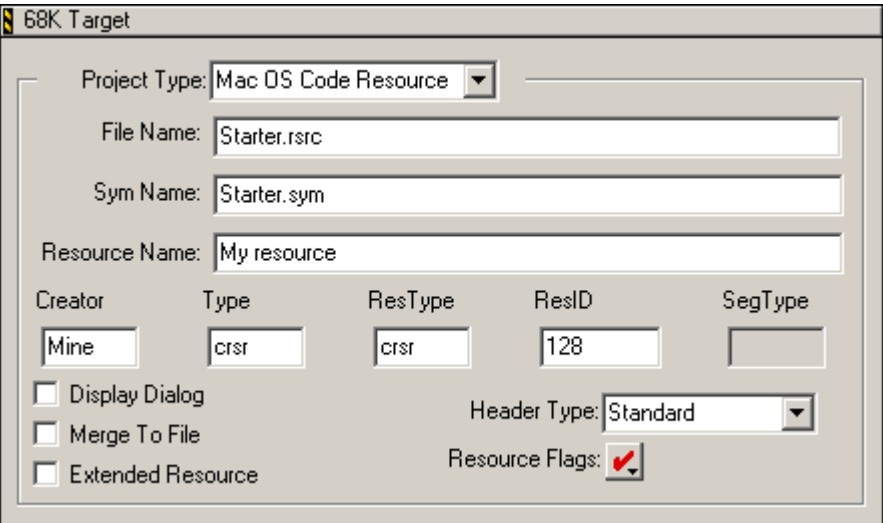 68K Target
Project Type: Mac OS Code Resource
File Name: Starter.rsrc
Sym Name: Starter.sym
Resource Name: My resource
Creator Type ResType ResID SegType
Mine crsr crsr 128
Display Dialog
Header Type: Standard
Merge To File
Resource Flags:
Extended Resource